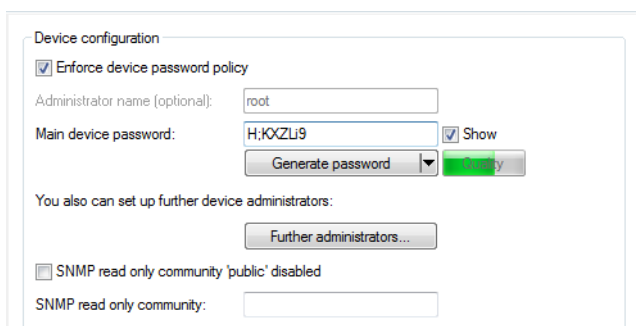 Device configuration
Enforce device password policy
Administrator name (optional): root
Main device password: H;KXZLi9 Show
Generate password Quality
You also can set up further device administrators:
Further administrators...
SNMP read only community 'public' disabled
SNMP read only community: